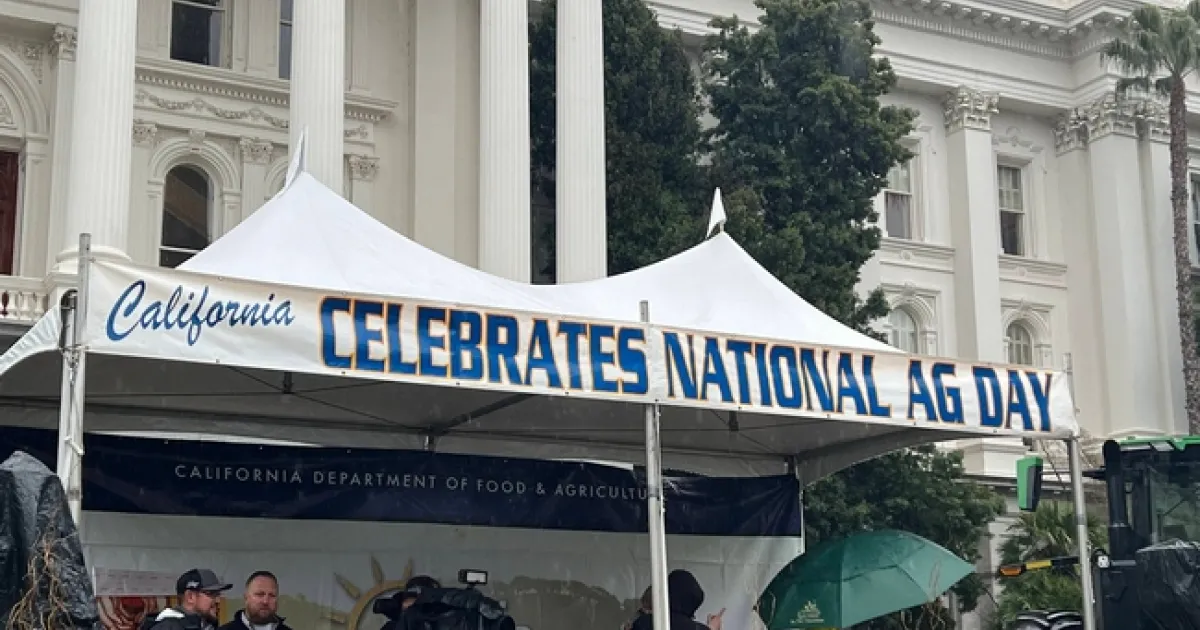 California CELEBRATES NATIONAL AG DAY
CALIFORNIA DEPARTMENT OF FOOD & AGRICULTU